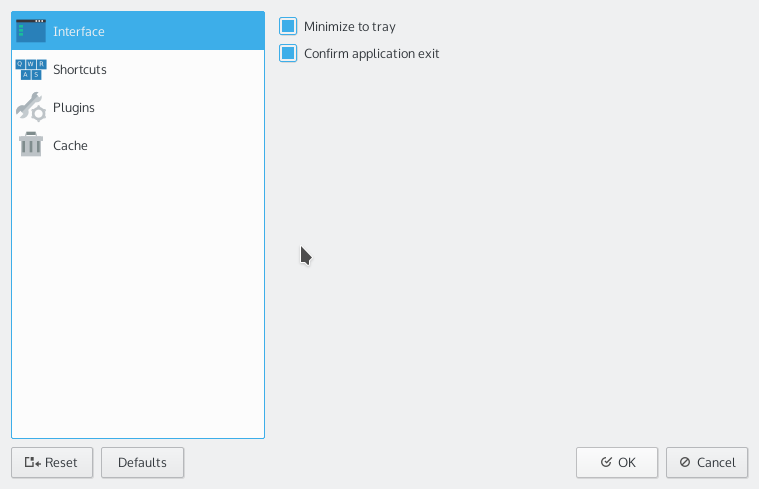 Interface
Shortcuts
Plugins
Cache
Minimize to tray
Confirm application exit
Reset
Defaults
OK
Cancel